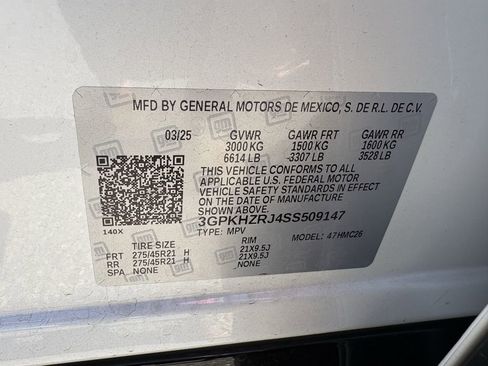 MFD BY GENERAL MOTORS DE MEXICO, S. DE R.L. DE C.V.
03/25 GVWR GAWR FRT GAWR RR
3000 KG 1500 KG 1600 KG
6614 LB 3307 LB 3528 LB
THIS VEHICLE CONFORMS TO ALL
APPLICABLE U.S. FEDERAL MOTOR
VEHICLE SAFETY STANDARDS IN EFFECT
ON THE DATE OF MANUFACTURE
SHOWN ABOVE.
3GPKHZRJ4SS509147
140X TYPE: MPV MODEL: 47HMC26
TIRE SIZE RIM
FRT 275/45R21 H 21X9.5J
RR 275/45R21 H 21X9.5J
SPA _NONE _NONE